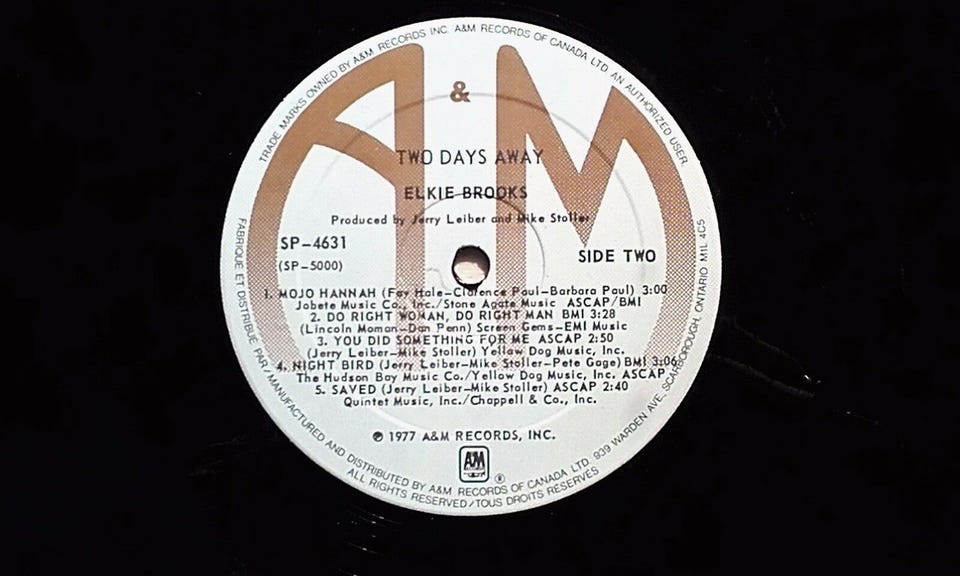 TRADE MARKS OWNED BY A&M RECORDS INC. A&M RECORDS OF CANADA LTD AN AUTHORIZED USER.
A&M
TWO DAYS AWAY
ELKIE BROOKS
Produced by Jerry Leiber and Mike Stoller
SP-4631
(SP-5000)
SIDE TWO
1. MOJO HANNAH (Fay Hale-Clarence Paul-Barbara Paul) 3:00
Jobete Music Co., Inc./Stone Agate Music ASCAP/BMI
2. DO RIGHT WOMAN, DO RIGHT MAN BMI 3:28
(Lincoln Moman-Dan Penn) Screen Gems-EMI Music
3. YOU DID SOMETHING FOR ME ASCAP 2:50
(Jerry Leiber-Mike Stoller) Yellow Dog Music, Inc.
4. NIGHT BIRD (Jerry Leiber-Mike Stoller-Pete Gage) BMI 3:06
The Hudson Bay Music Co./Yellow Dog Music, Inc. ASCAP
5. SAVED (Jerry Leiber-Mike Stoller) ASCAP 2:40
Quintet Music, Inc./Chappell & Co., Inc.
℗ 1977 A&M RECORDS, INC.
A&M ®
FABRIQUE ET DISTRIBUE PAR/MANUFACTURED AND DISTRIBUTED BY A&M RECORDS OF CANADA LTD. 939 WARDEN AVE, SCARBOROUGH, ONTARIO M1L 4C5
ALL RIGHTS RESERVED/TOUS DROITS RESERVES